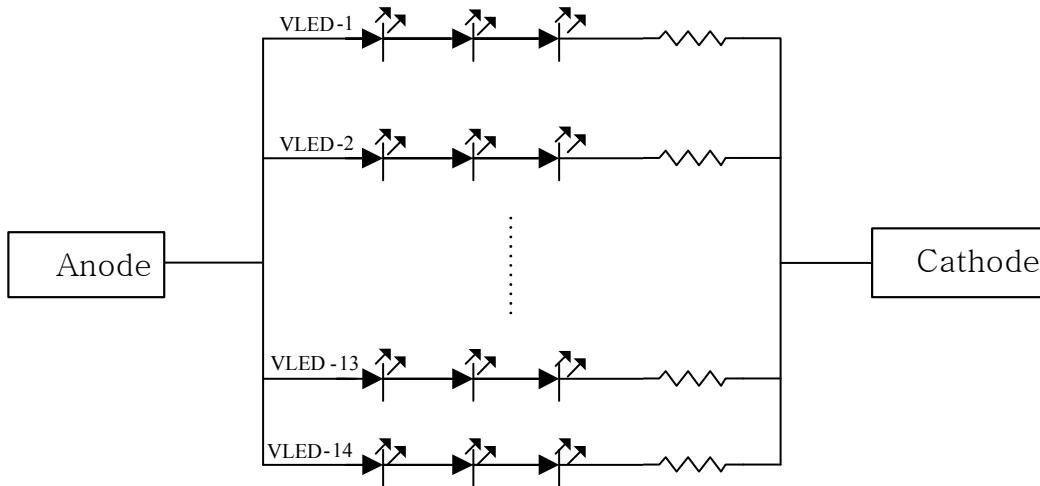 VLED-1
VLED-2
Anode
Cathode
VLED-13
VLED-14